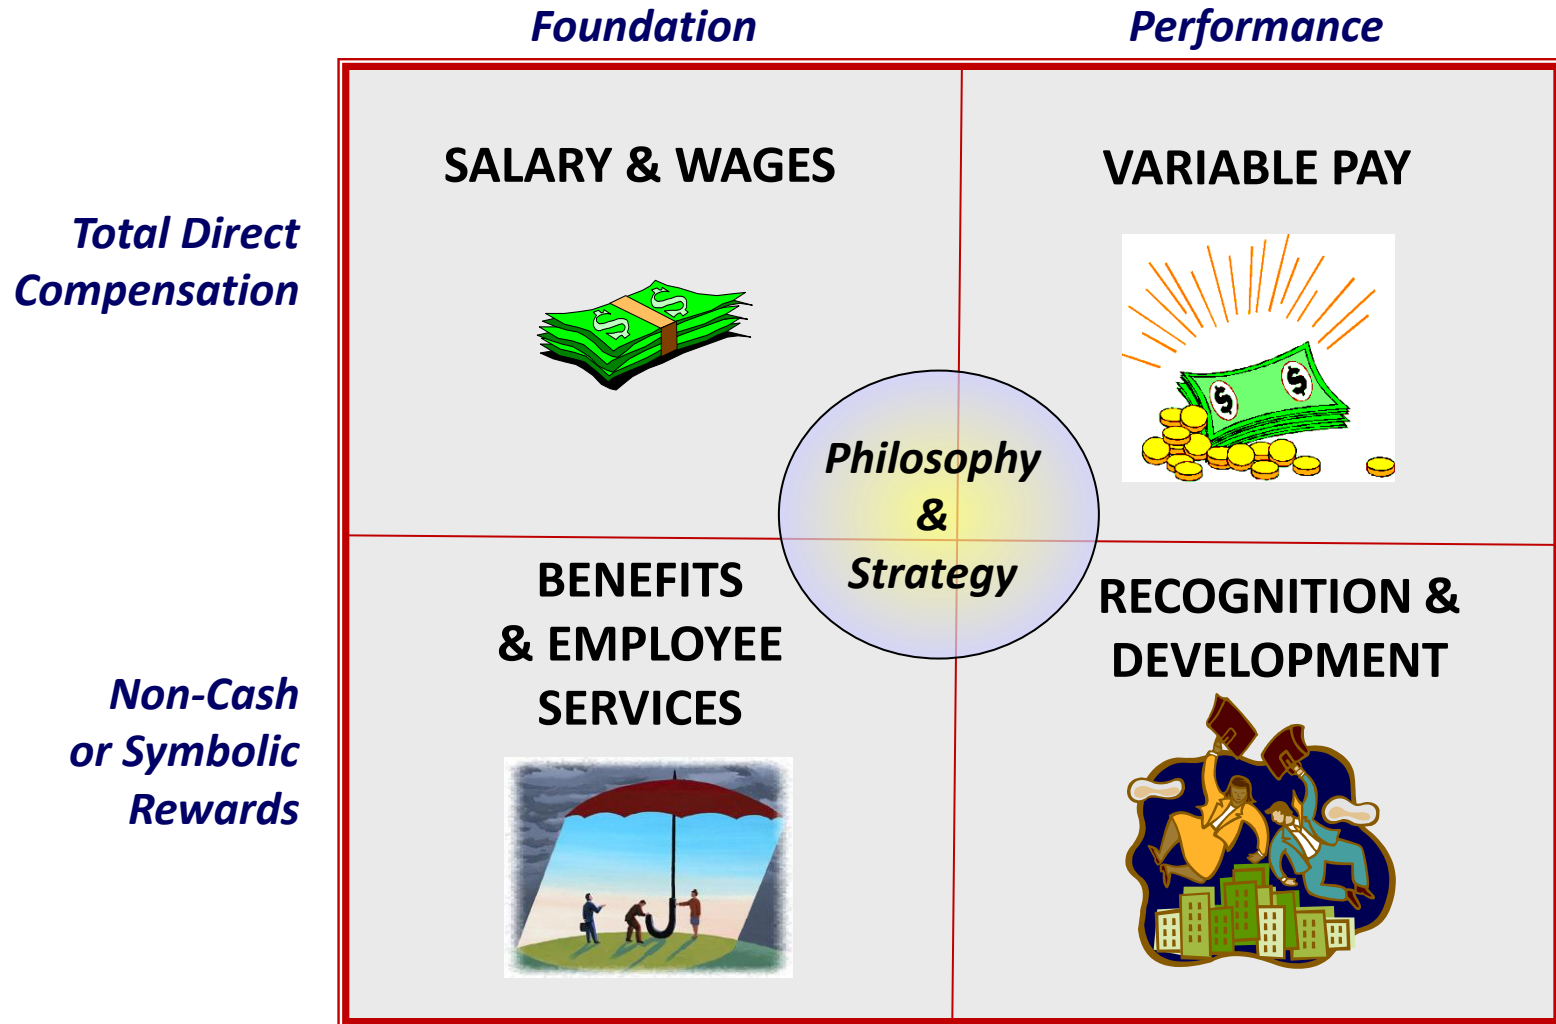 Foundation
Performance
SALARY & WAGES
VARIABLE PAY
Total Direct
Compensation
$ $
$ $
Philosophy
&
Strategy
BENEFITS
& EMPLOYEE
SERVICES
RECOGNITION &
DEVELOPMENT
Non-Cash
or Symbolic
Rewards